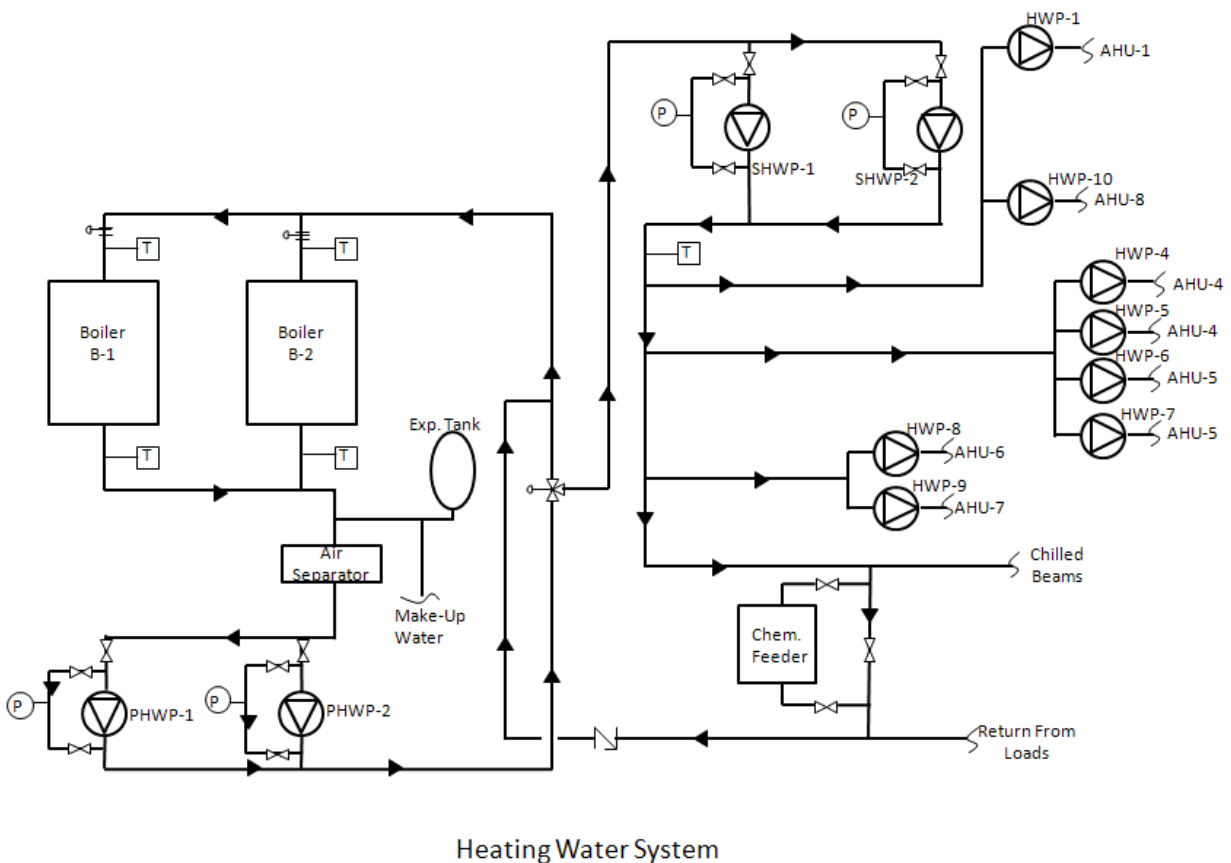 HWP-1
AHU-1
P
P
SHWP-1
SHWP-2
HWP-10
AHU-8
T
T
T
HWP-4
AHU-4
Boiler
B-1
Boiler
B-2
HWP-5
AHU-4
HWP-6
AHU-5
HWP-7
AHU-5
Exp. Tank
HWP-8
AHU-6
T
T
HWP-9
AHU-7
Air
Separator
Chilled
Beams
Make-Up
Water
Chem.
Feeder
P
PHWP-1
P
PHWP-2
Return From
Loads
Heating Water System